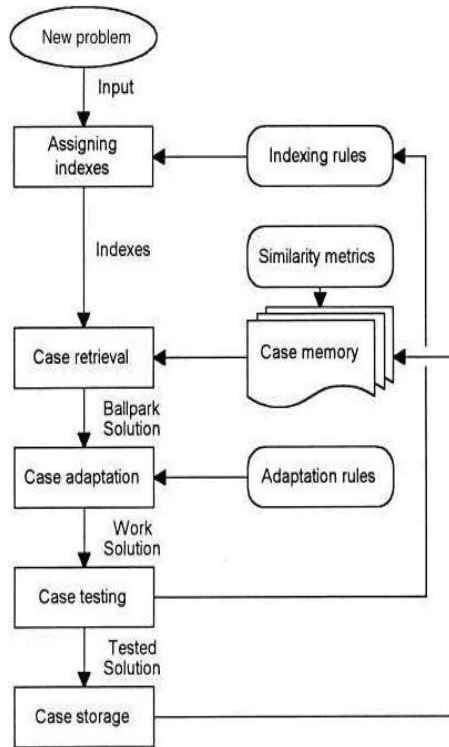 New problem
Input
Assigning
indexes
Indexing rules
Indexes
Similarity metrics
Case retrieval
Case memory
Ballpark
Solution
Case adaptation
Adaptation rules
Work
Solution
Case testing
Tested
Solution
Case storage